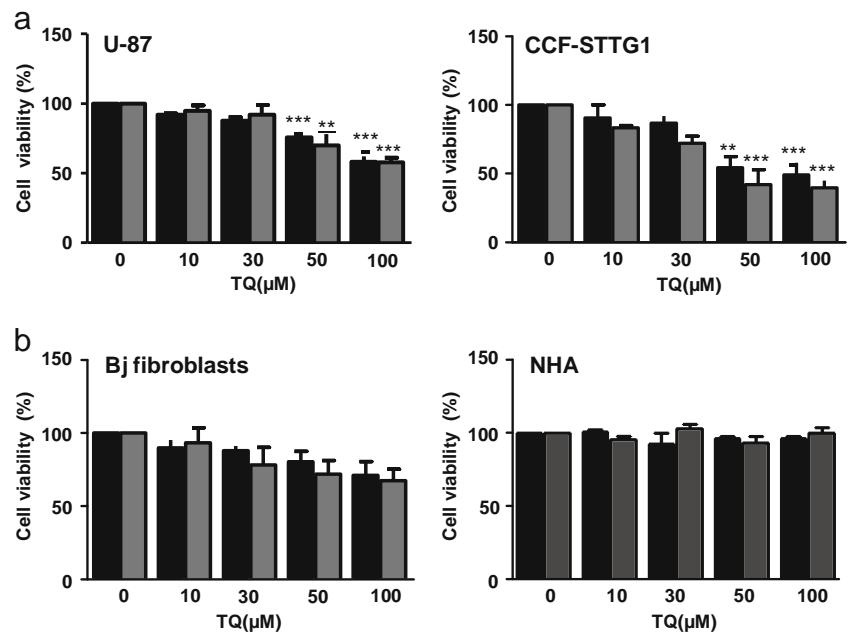 a
U-87
Cell viability (%)
150
100
50
0
*** **
***
***
0 10 30 50 100
TQ(µM)
CCF-STTG1
Cell viability (%)
150
100
50
0
** ***
*** ***
0 10 30 50 100
TQ(µM)
b
Bj fibroblasts
Cell viability (%)
150
100
50
0
0 10 30 50 100
TQ(µM)
NHA
Cell viability (%)
150
100
50
0
0 10 30 50 100
TQ(µM)